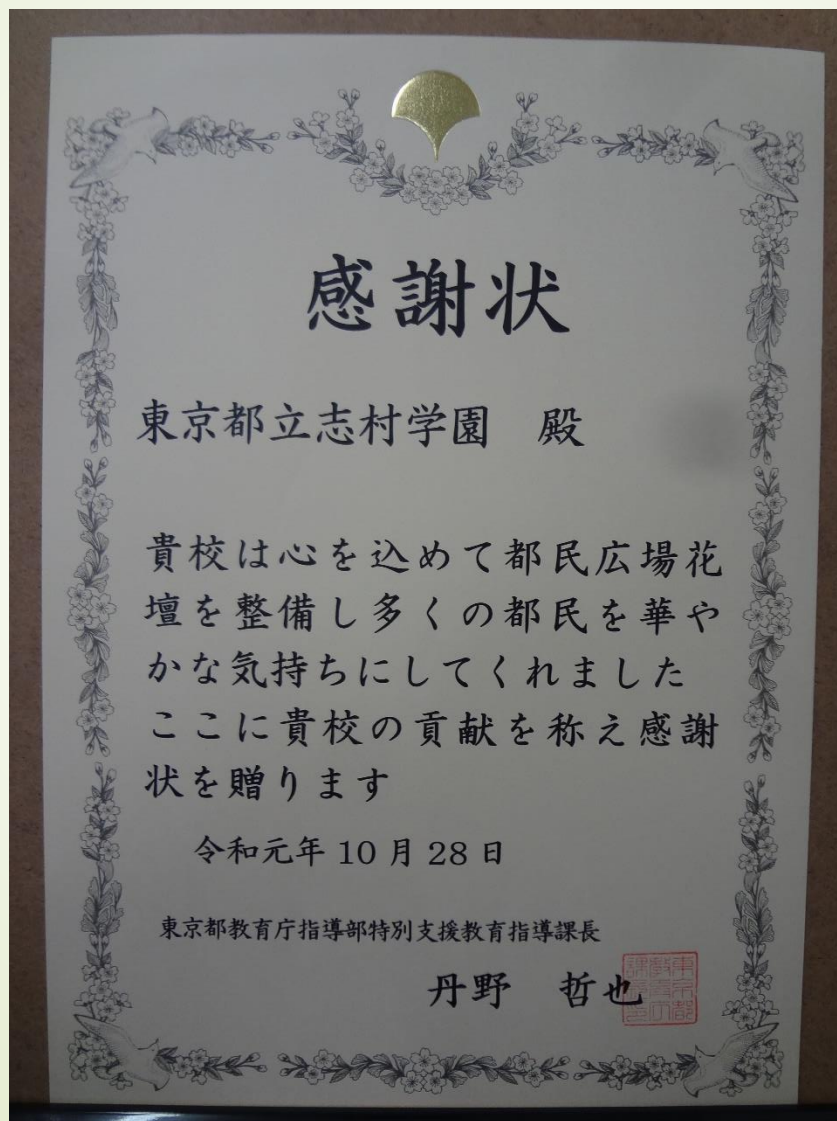 感謝状
東京都立志村学園　殿
貴校は心を込めて都民広場花
壇を整備し多くの都民を華や
かな気持ちにしてくれました
ここに貴校の貢献を称え感謝
状を贈ります
令和元年 10 月 28 日
東京都教育庁指導部特別支援教育指導課長
丹野　哲也